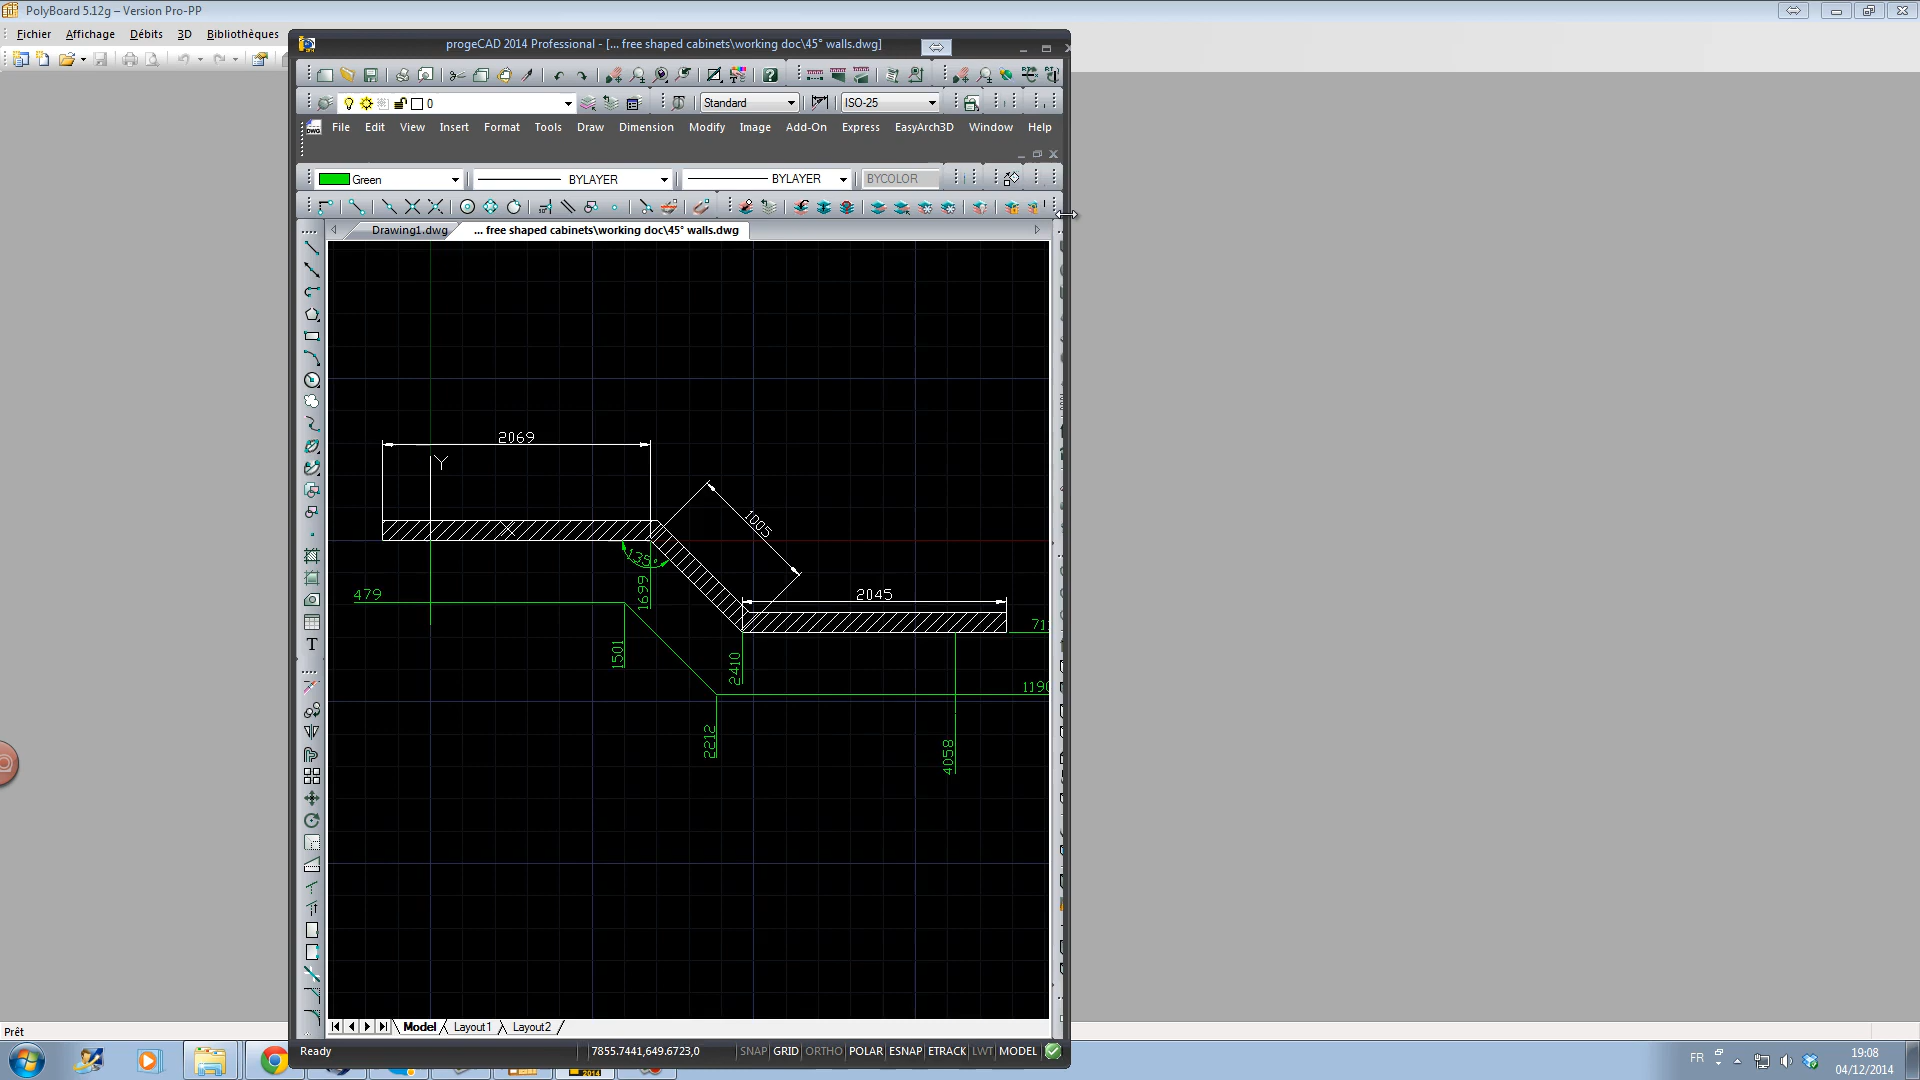 PolyBoard 5.12g – Version Pro-PP
Fichier Affichage Débits 3D Bibliothèques
progeCAD 2014 Professional - [... free shaped cabinets\working doc\45° walls.dwg]
0 Standard ISO-25
File Edit View Insert Format Tools Draw Dimension Modify Image Add-On Express EasyArch3D Window Help
Green BYLAYER BYLAYER BYCOLOR
Drawing1.dwg ... free shaped cabinets\working doc\45° walls.dwg
2069
Y
X
1005
135°
1699
479
2045
711
1501
2410
1190
2212
4058
T
Model Layout1 Layout2
Prêt
Ready 7855.7441,649.6723,0 SNAP GRID ORTHO POLAR ESNAP ETRACK LWT MODEL
FR 19:08
04/12/2014
2014